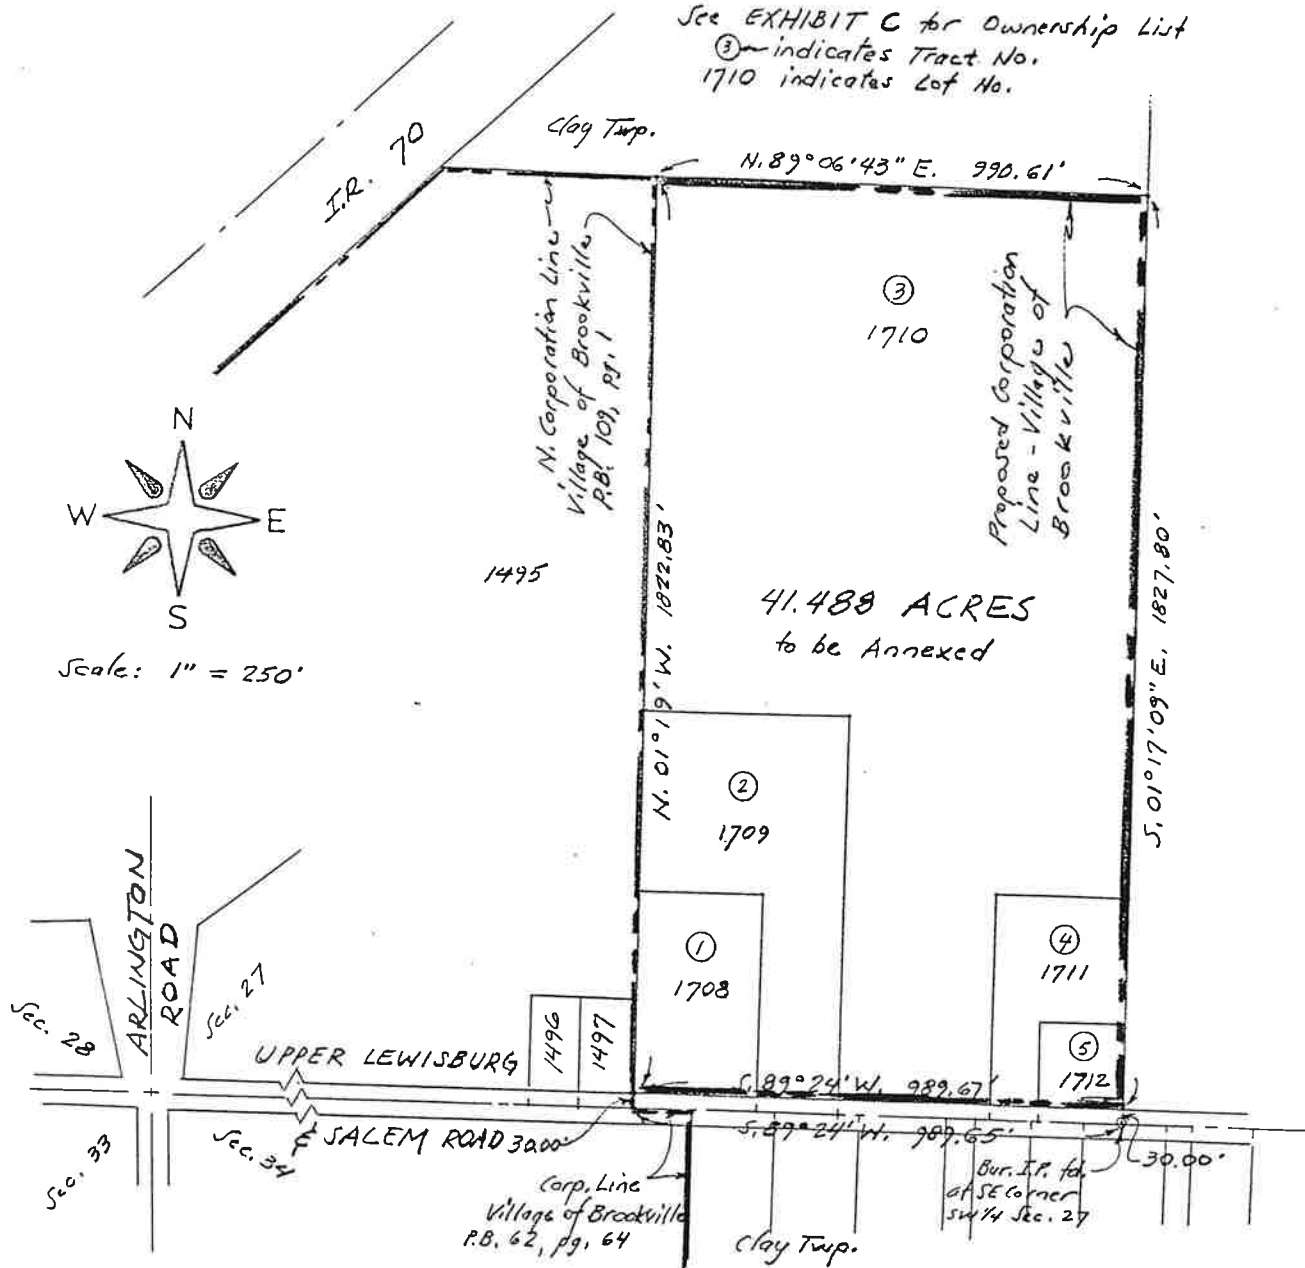 See EXHIBIT C for Ownership List
③ indicates Tract No.
1710 indicates Lot No.
Clay Twp.
I.R. 70
N. 89°06'43" E. 990.61'
N. Corporation Line
Village of Brookville
P.B. 109, pg. 1
③
1710
Proposed Corporation
Line - Village of
Brookville
N
W E
S
Scale: 1" = 250'
1495
N. 01°19' W. 1822.83'
41.488 ACRES
to be Annexed
S. 01°17'09" E. 1827.80'
②
1709
①
1708
④
1711
⑤
1712
ARLINGTON
ROAD
Sec. 28
Sec. 27
1496
1497
UPPER LEWISBURG
S. 89°24' W. 989.67'
& SALEM ROAD
30.00'
S. 89°24' W. 989.65'
Sec. 33
Sec. 34
30.00'
Bur. I.P. fd.
at SE Corner
SW 1/4 Sec. 27
Corp. Line
Village of Brookville
P.B. 62, pg. 64
Clay Twp.